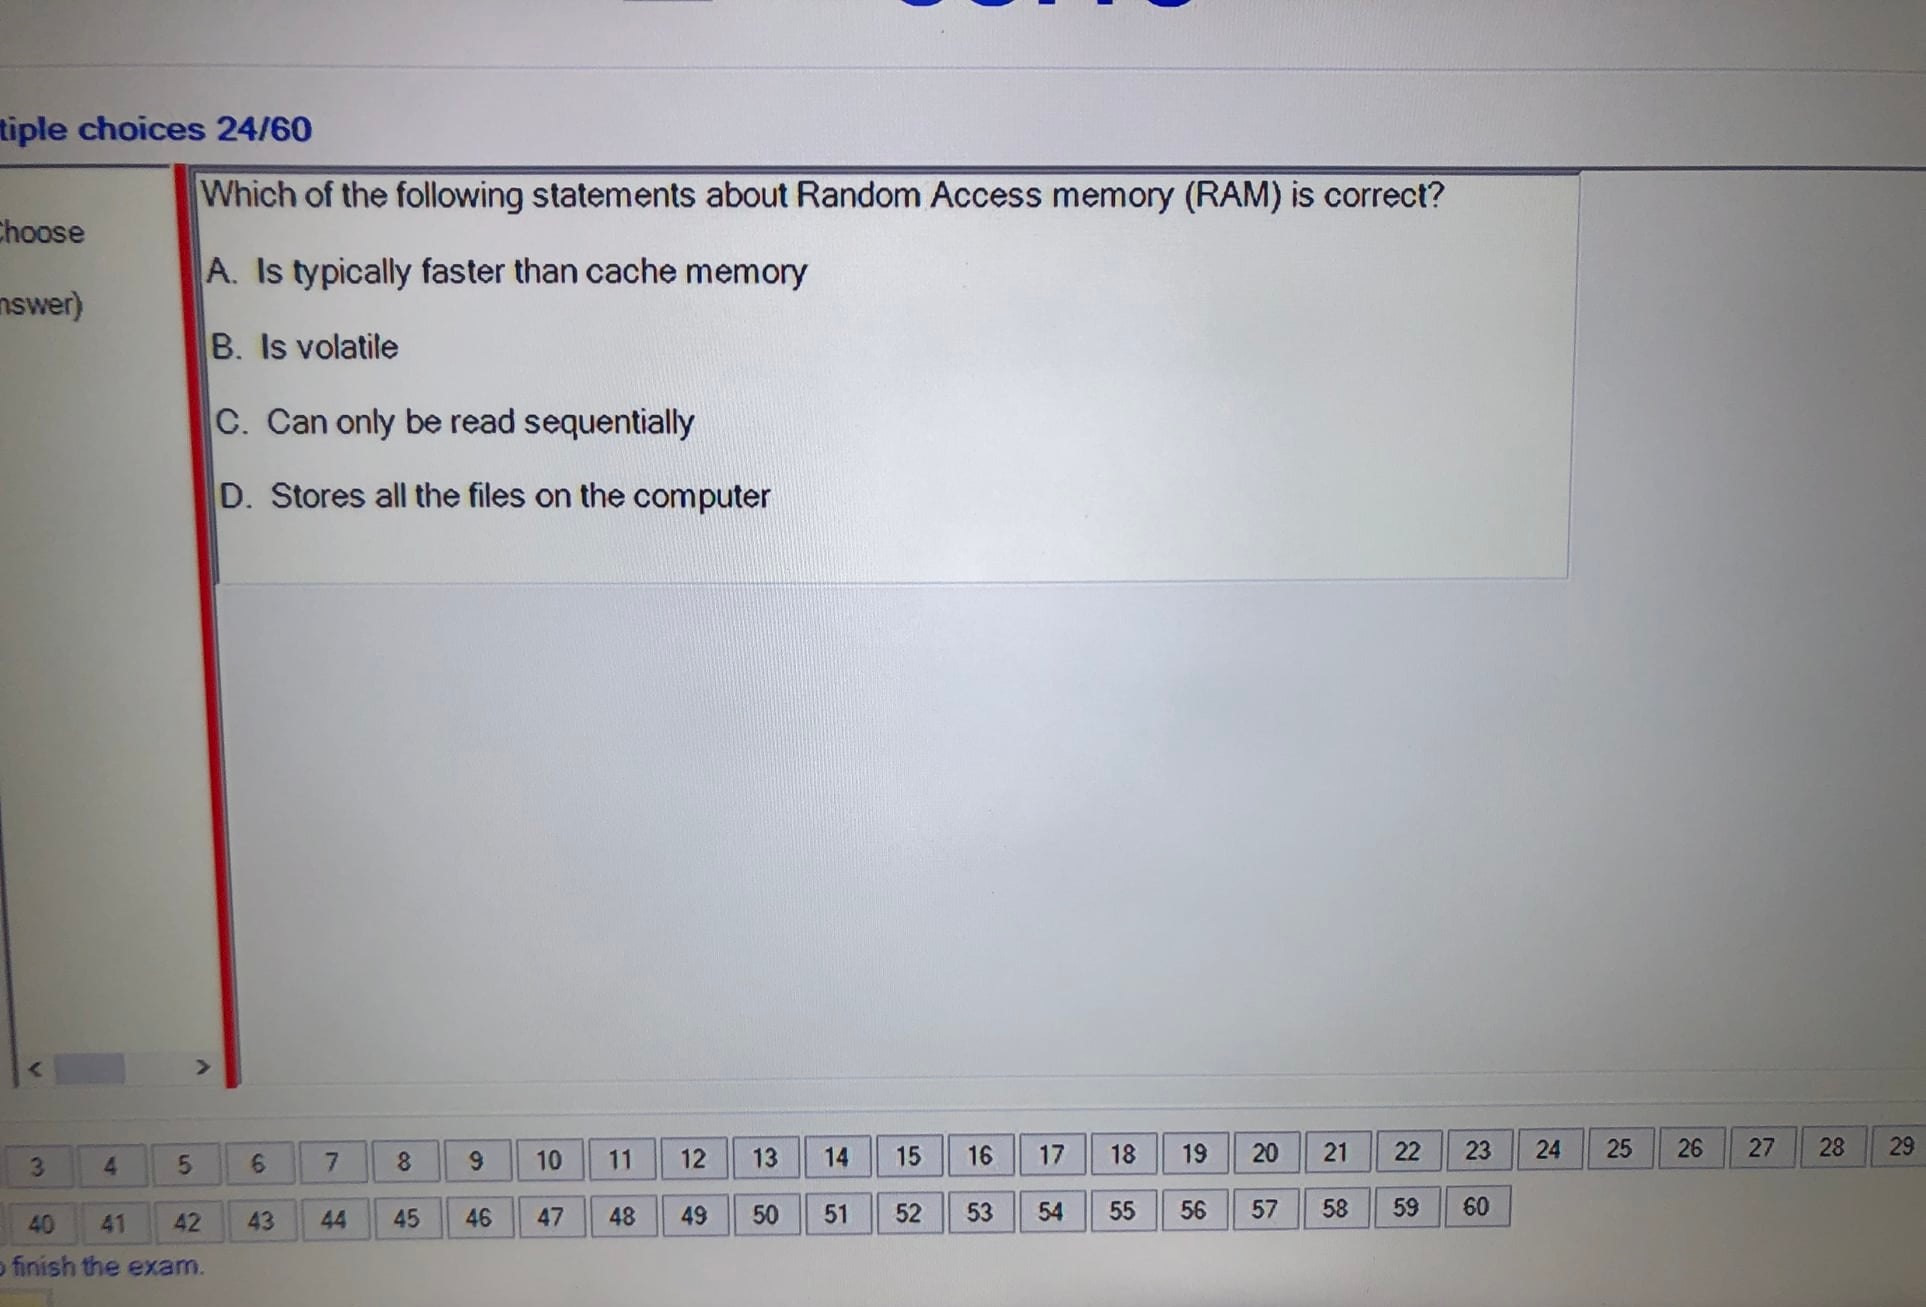 tiple choices 24/60
Choose
nswer)
Which of the following statements about Random Access memory (RAM) is correct?
A. Is typically faster than cache memory
B. Is volatile
C. Can only be read sequentially
D. Stores all the files on the computer
< >
3 4 5 6 7 8 9 10 11 12 13 14 15 16 17 18 19 20 21 22 23 24 25 26 27 28 29
40 41 42 43 44 45 46 47 48 49 50 51 52 53 54 55 56 57 58 59 60
o finish the exam.